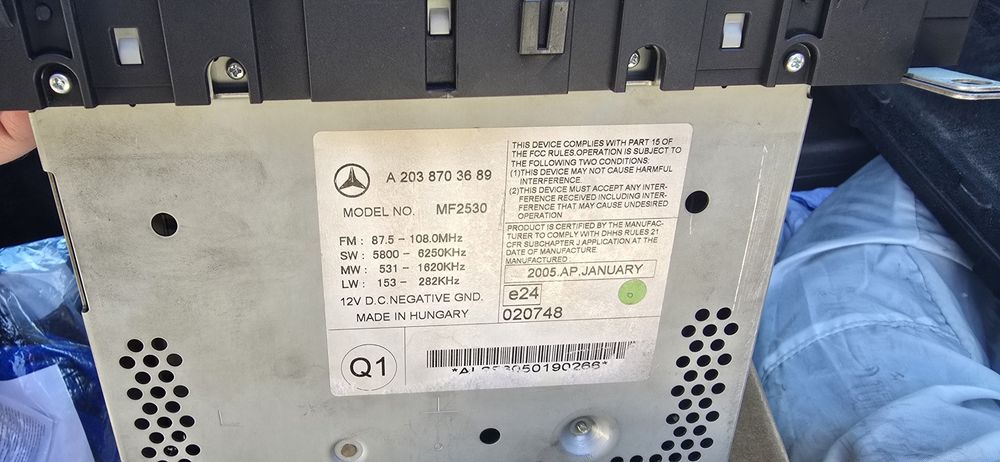 A 203 870 36 89
MODEL NO. MF2530
FM : 87.5 - 108.0MHz
SW : 5800 - 6250KHz
MW : 531 - 1620KHz
LW : 153 - 282KHz
12V D.C.NEGATIVE GND.
MADE IN HUNGARY
THIS DEVICE COMPLIES WITH PART 15 OF
THE FCC RULES.OPERATION IS SUBJECT TO
THE FOLLOWING TWO CONDITIONS:
(1)THIS DEVICE MAY NOT CAUSE HARMFUL
INTERFERENCE.
(2)THIS DEVICE MUST ACCEPT ANY INTER-
FERENCE RECEIVED INCLUDING INTER-
FERENCE THAT MAY CAUSE UNDESIRED
OPERATION
PRODUCT IS CERTIFIED BY THE MANUFAC-
TURER TO COMPLY WITH DHHS RULES 21
CFR SUBCHAPTER J APPLICATION AT THE
DATE OF MANUFACTURE
MANUFACTURED :
2005.AP.JANUARY
e24
020748
Q1